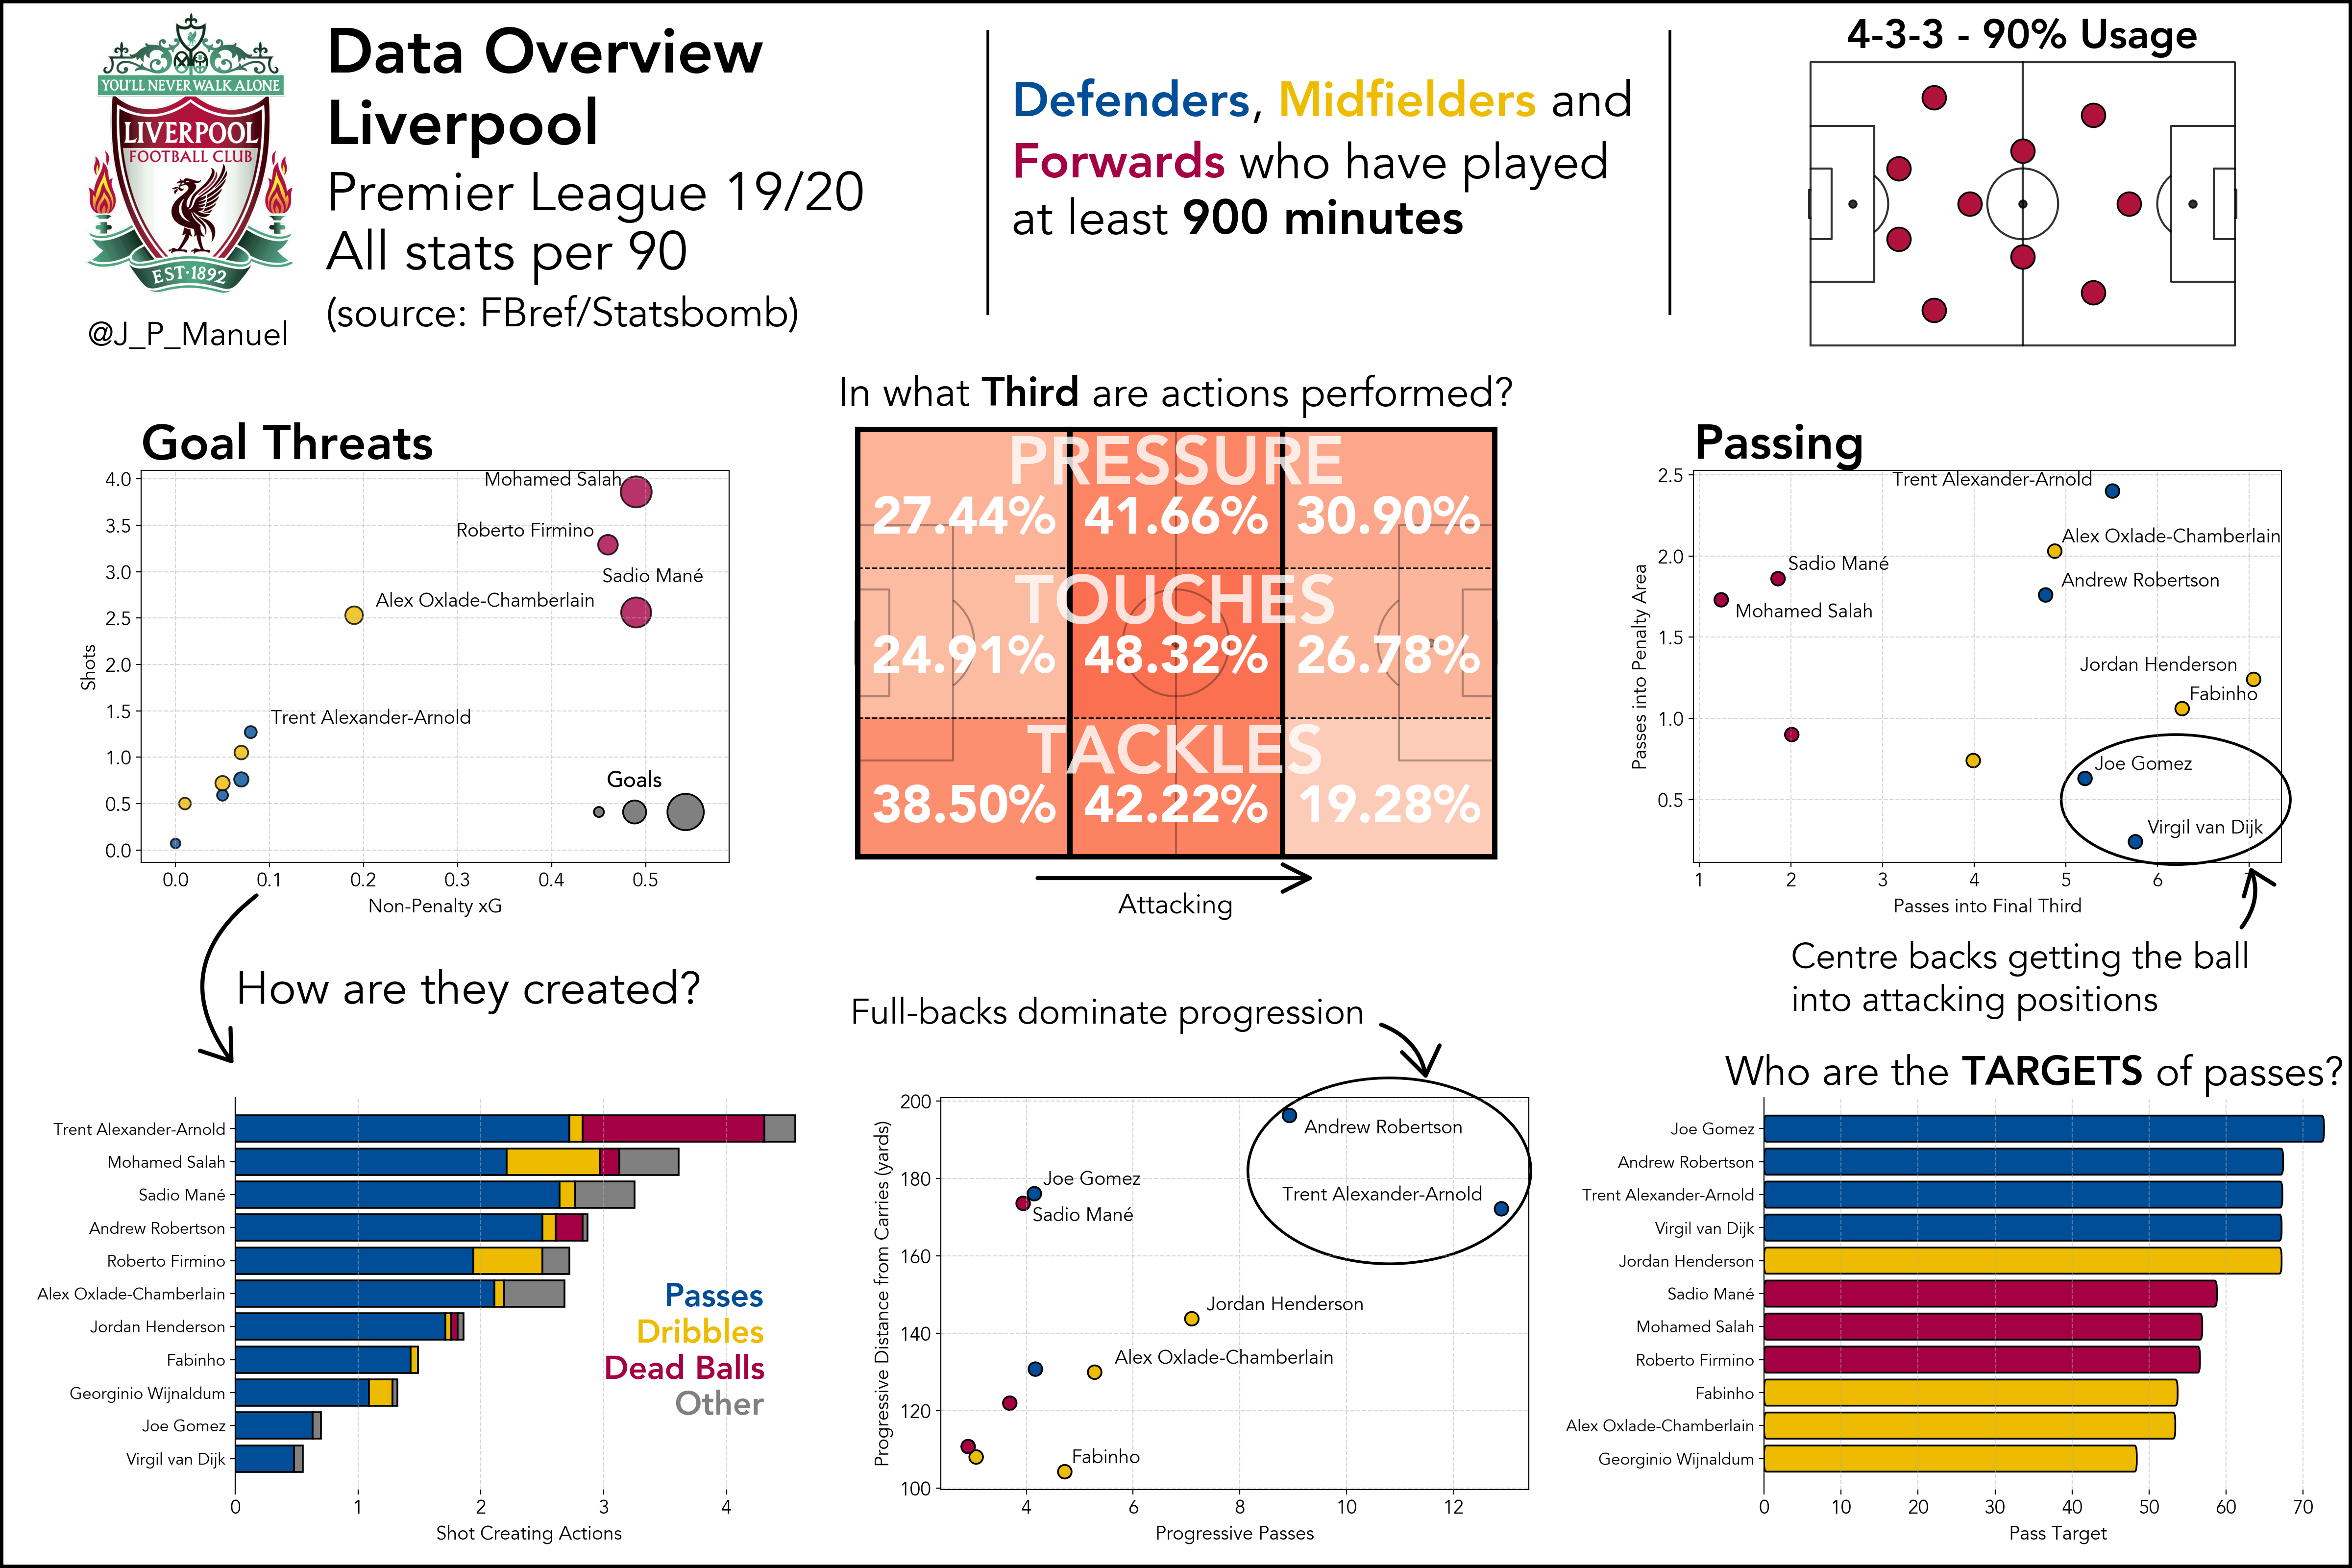 YOU'LL NEVER WALK ALONE
LIVERPOOL
FOOTBALL CLUB
EST·1892
@J_P_Manuel
Data Overview
Liverpool
Premier League 19/20
All stats per 90
(source: FBref/Statsbomb)
Defenders, Midfielders and
Forwards who have played
at least 900 minutes
4-3-3 - 90% Usage
Goal Threats
4.0
3.5
3.0
2.5
2.0
1.5
1.0
0.5
0.0
Shots
Mohamed Salah
Roberto Firmino
Sadio Mané
Alex Oxlade-Chamberlain
Trent Alexander-Arnold
Goals
0.0 0.1 0.2 0.3 0.4 0.5
Non-Penalty xG
In what Third are actions performed?
PRESSURE
27.44% 41.66% 30.90%
TOUCHES
24.91% 48.32% 26.78%
TACKLES
38.50% 42.22% 19.28%
Attacking
Passing
2.5
2.0
1.5
1.0
0.5
Passes into Penalty Area
Trent Alexander-Arnold
Alex Oxlade-Chamberlain
Sadio Mané
Andrew Robertson
Mohamed Salah
Jordan Henderson
Fabinho
Joe Gomez
Virgil van Dijk
1 2 3 4 5 6 7
Passes into Final Third
Centre backs getting the ball
into attacking positions
How are they created?
Trent Alexander-Arnold
Mohamed Salah
Sadio Mané
Andrew Robertson
Roberto Firmino
Alex Oxlade-Chamberlain
Jordan Henderson
Fabinho
Georginio Wijnaldum
Joe Gomez
Virgil van Dijk
Passes
Dribbles
Dead Balls
Other
0 1 2 3 4
Shot Creating Actions
Full-backs dominate progression
200
180
160
140
120
100
Progressive Distance from Carries (yards)
Andrew Robertson
Joe Gomez
Trent Alexander-Arnold
Sadio Mané
Jordan Henderson
Alex Oxlade-Chamberlain
Fabinho
4 6 8 10 12
Progressive Passes
Who are the TARGETS of passes?
Joe Gomez
Andrew Robertson
Trent Alexander-Arnold
Virgil van Dijk
Jordan Henderson
Sadio Mané
Mohamed Salah
Roberto Firmino
Fabinho
Alex Oxlade-Chamberlain
Georginio Wijnaldum
0 10 20 30 40 50 60 70
Pass Target